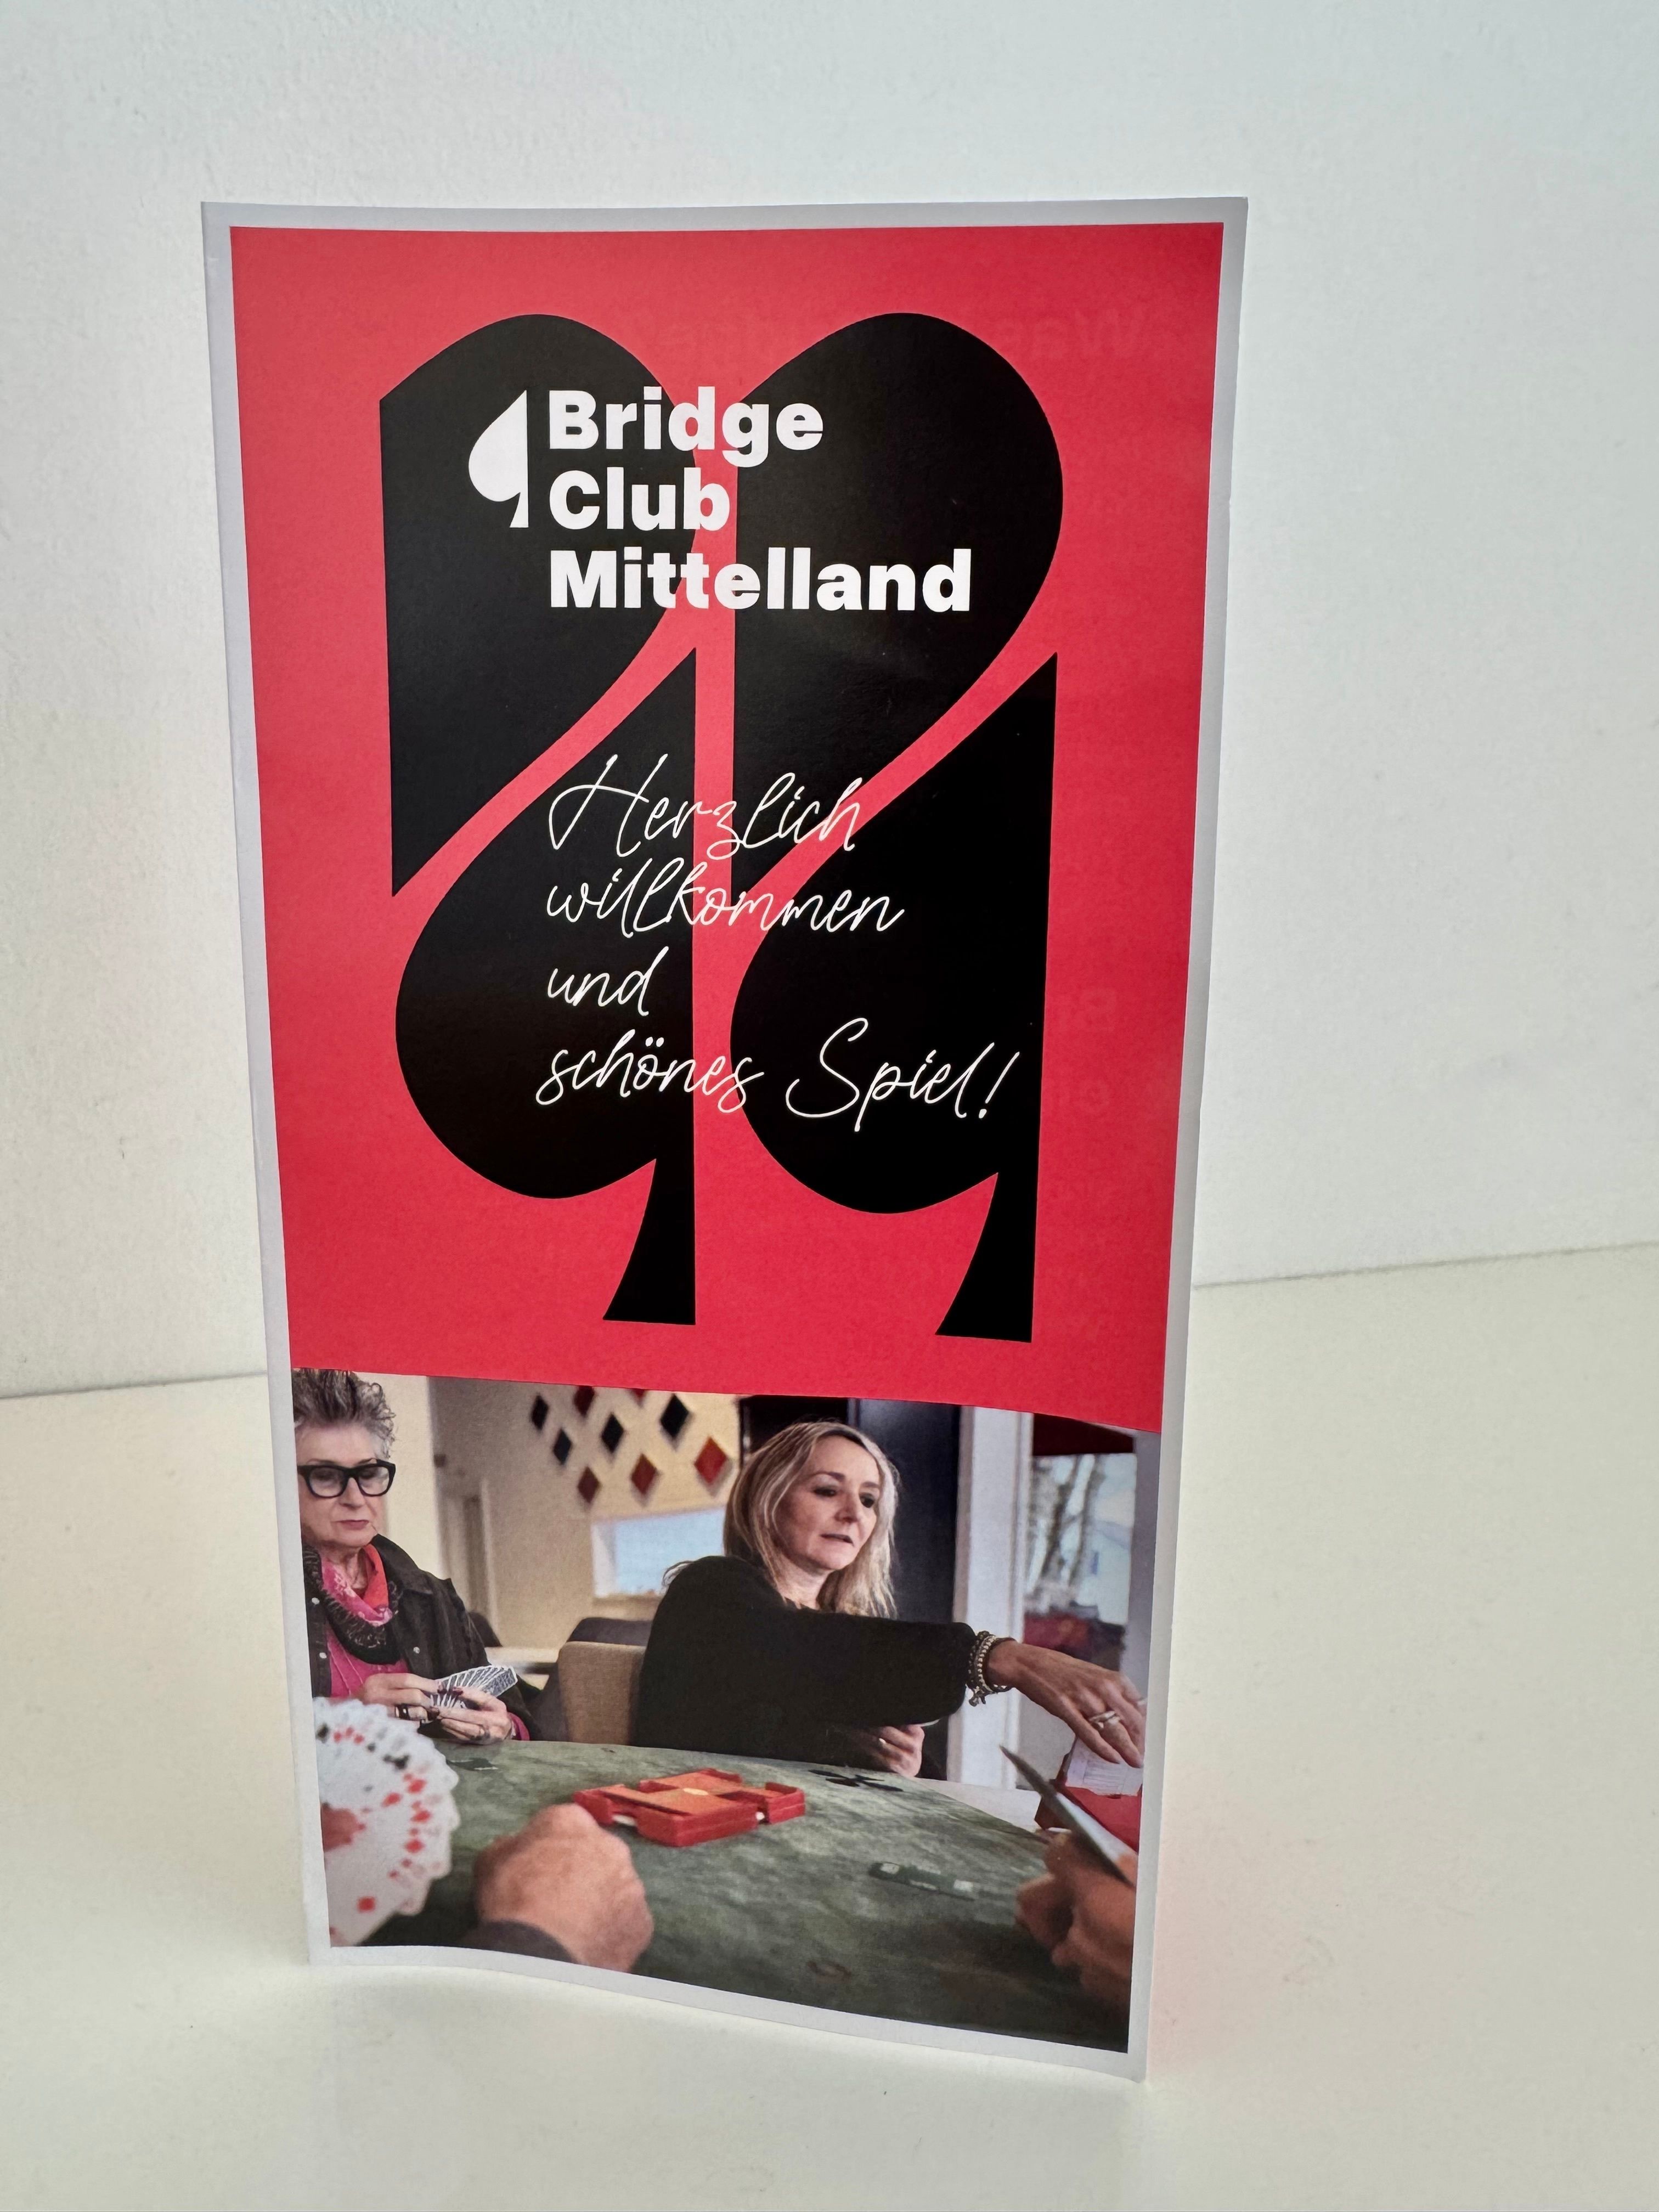 Bridge
Club
Mittelland
Herzlich
willkommen
und
schönes Spiel!